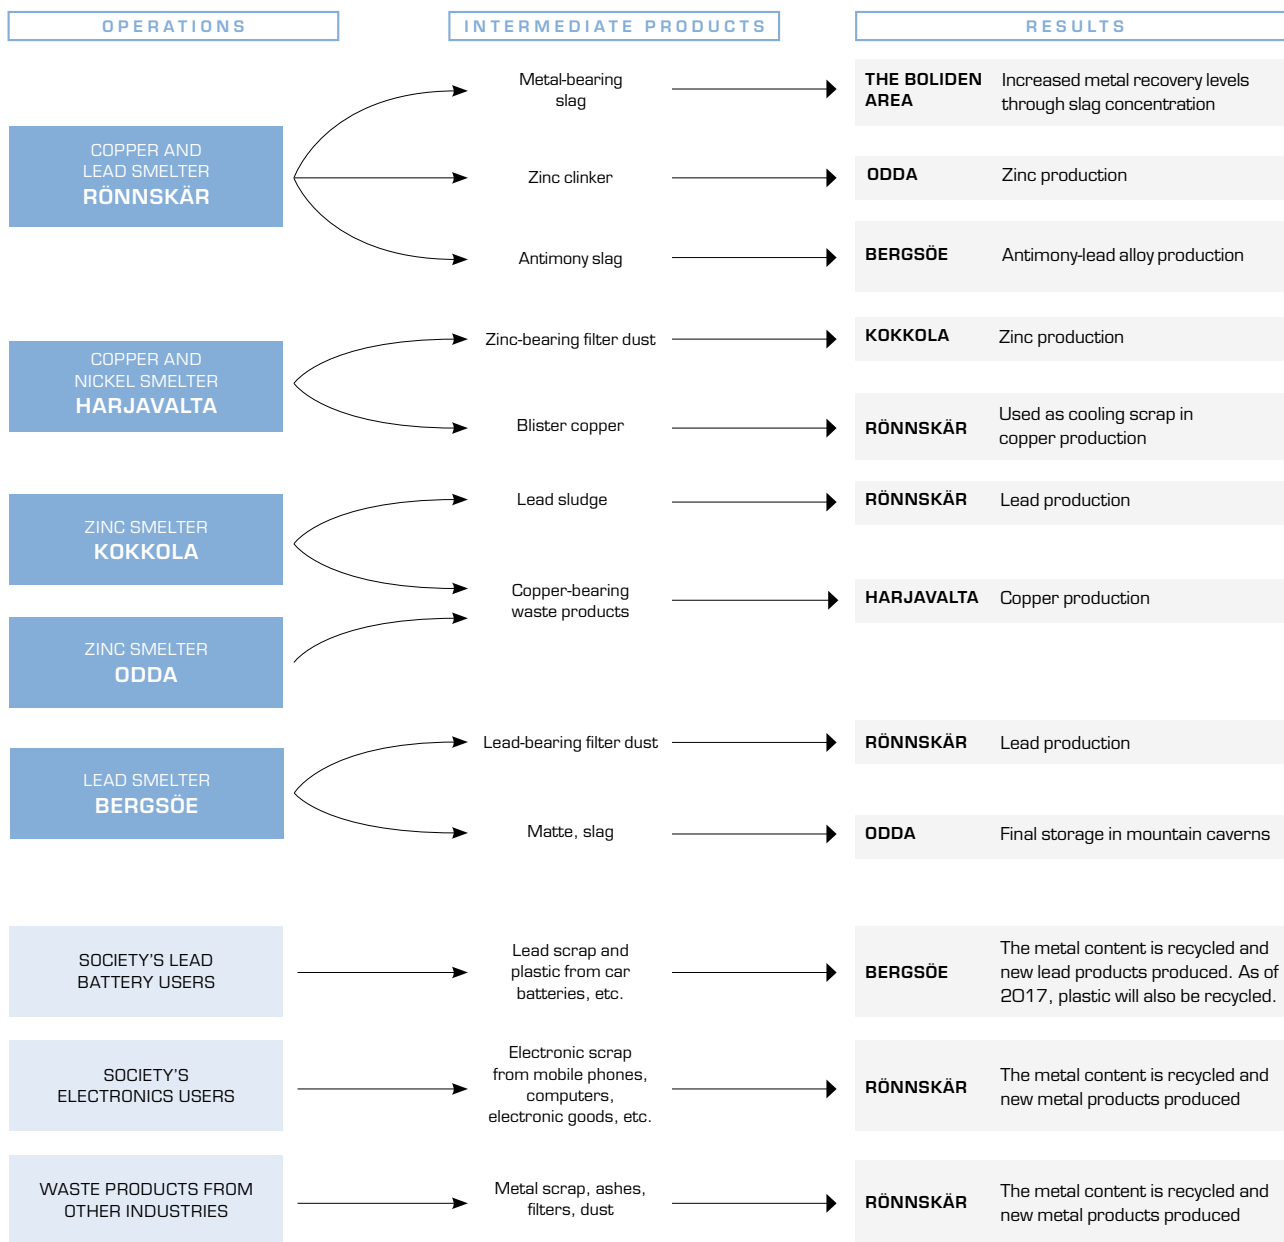 OPERATIONS
INTERMEDIATE PRODUCTS
RESULTS
COPPER AND
LEAD SMELTER
RÖNNSKÄR
Metal-bearing
slag
THE BOLIDEN
AREA
Increased metal recovery levels
through slag concentration
Zinc clinker
ODDA
Zinc production
Antimony slag
BERGSÖE
Antimony-lead alloy production
COPPER AND
NICKEL SMELTER
HARJAVALTA
Zinc-bearing filter dust
KOKKOLA
Zinc production
Blister copper
RÖNNSKÄR
Used as cooling scrap in
copper production
ZINC SMELTER
KOKKOLA
Lead sludge
RÖNNSKÄR
Lead production
Copper-bearing
waste products
HARJAVALTA
Copper production
ZINC SMELTER
ODDA
LEAD SMELTER
BERGSÖE
Lead-bearing filter dust
RÖNNSKÄR
Lead production
Matte, slag
ODDA
Final storage in mountain caverns
SOCIETY'S LEAD
BATTERY USERS
Lead scrap and
plastic from car
batteries, etc.
BERGSÖE
The metal content is recycled and
new lead products produced. As of
2017, plastic will also be recycled.
SOCIETY'S
ELECTRONICS USERS
Electronic scrap
from mobile phones,
computers,
electronic goods, etc.
RÖNNSKÄR
The metal content is recycled and
new metal products produced
WASTE PRODUCTS FROM
OTHER INDUSTRIES
Metal scrap, ashes,
filters, dust
RÖNNSKÄR
The metal content is recycled and
new metal products produced